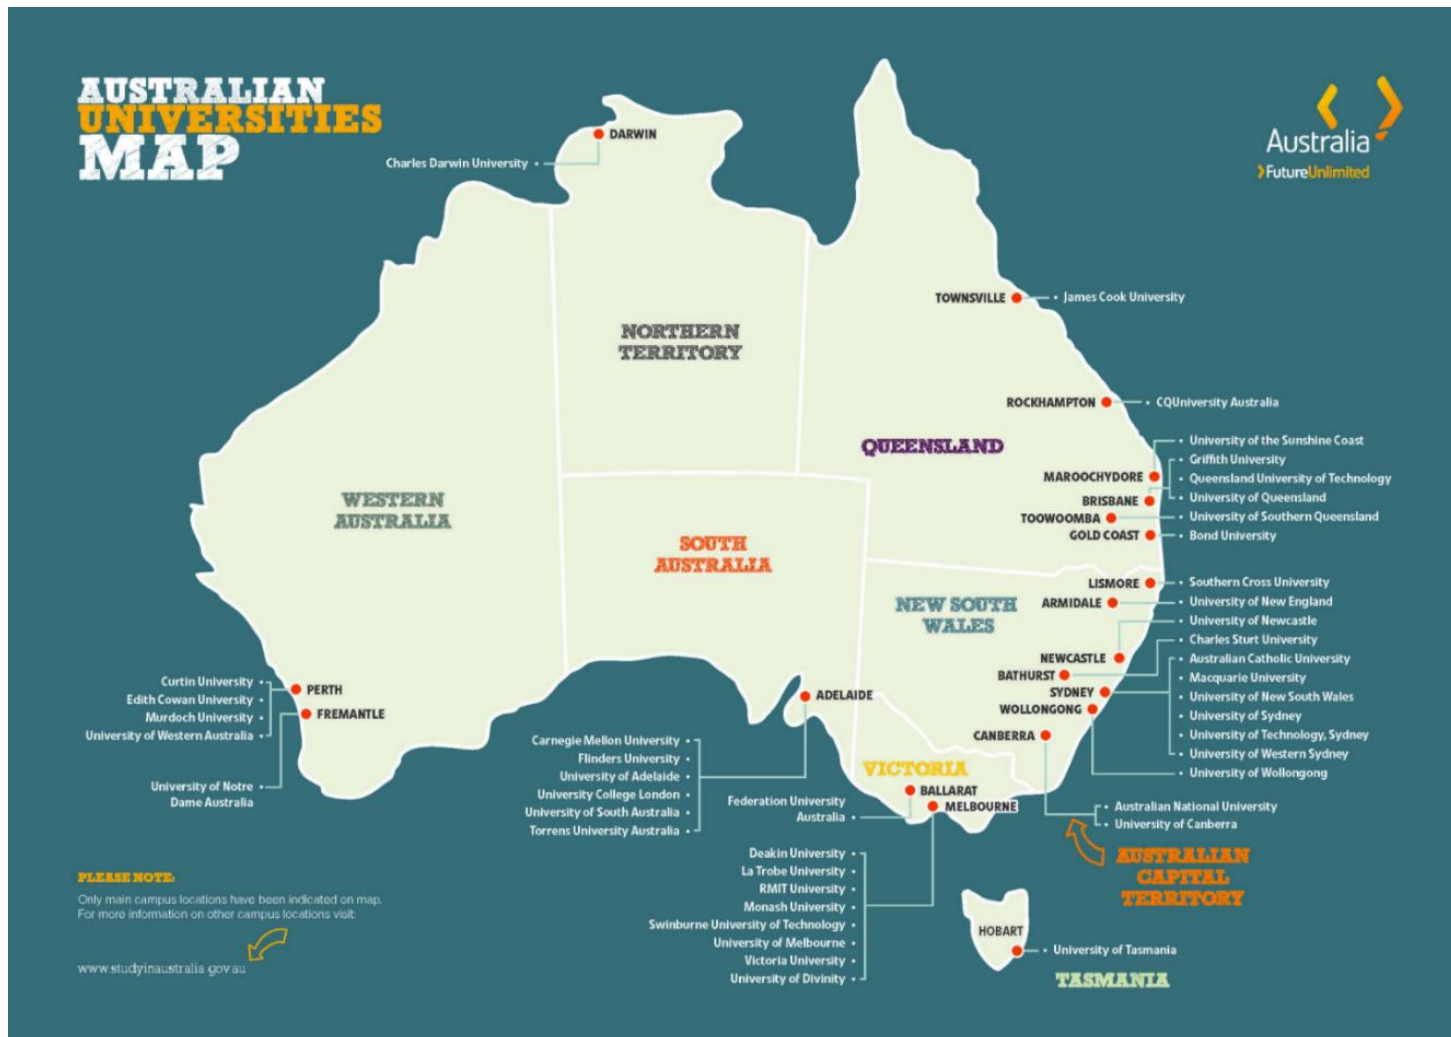 AUSTRALIAN
UNIVERSITIES
MAP
Australia
FutureUnlimited
DARWIN
Charles Darwin University
TOWNSVILLE
James Cook University
NORTHERN
TERRITORY
ROCKHAMPTON
CQUniversity Australia
QUEENSLAND
University of the Sunshine Coast
Griffith University
MAROOCHYDORE
Queensland University of Technology
BRISBANE
University of Queensland
TOOWOOMBA
University of Southern Queensland
GOLD COAST
Bond University
WESTERN
AUSTRALIA
SOUTH
AUSTRALIA
LISMORE
Southern Cross University
NEW SOUTH
WALES
ARMIDALE
University of New England
University of Newcastle
Charles Sturt University
NEWCASTLE
Australian Catholic University
BATHURST
Macquarie University
SYDNEY
University of New South Wales
WOLLONGONG
University of Sydney
CANBERRA
University of Technology, Sydney
University of Western Sydney
University of Wollongong
Curtin University
PERTH
Edith Cowan University
FREMANTLE
Murdoch University
University of Western Australia
University of Notre
Dame Australia
ADELAIDE
Carnegie Mellon University
Flinders University
University of Adelaide
University College London
University of South Australia
Torrens University Australia
VICTORIA
BALLARAT
MELBOURNE
Federation University
Australia
Australian National University
University of Canberra
AUSTRALIAN
CAPITAL
TERRITORY
Deakin University
La Trobe University
RMIT University
Monash University
Swinburne University of Technology
University of Melbourne
Victoria University
University of Divinity
HOBART
University of Tasmania
TASMANIA
PLEASE NOTE:
Only main campus locations have been indicated on map.
For more information on other campus locations visit:
www.studyinaustralia.gov.au